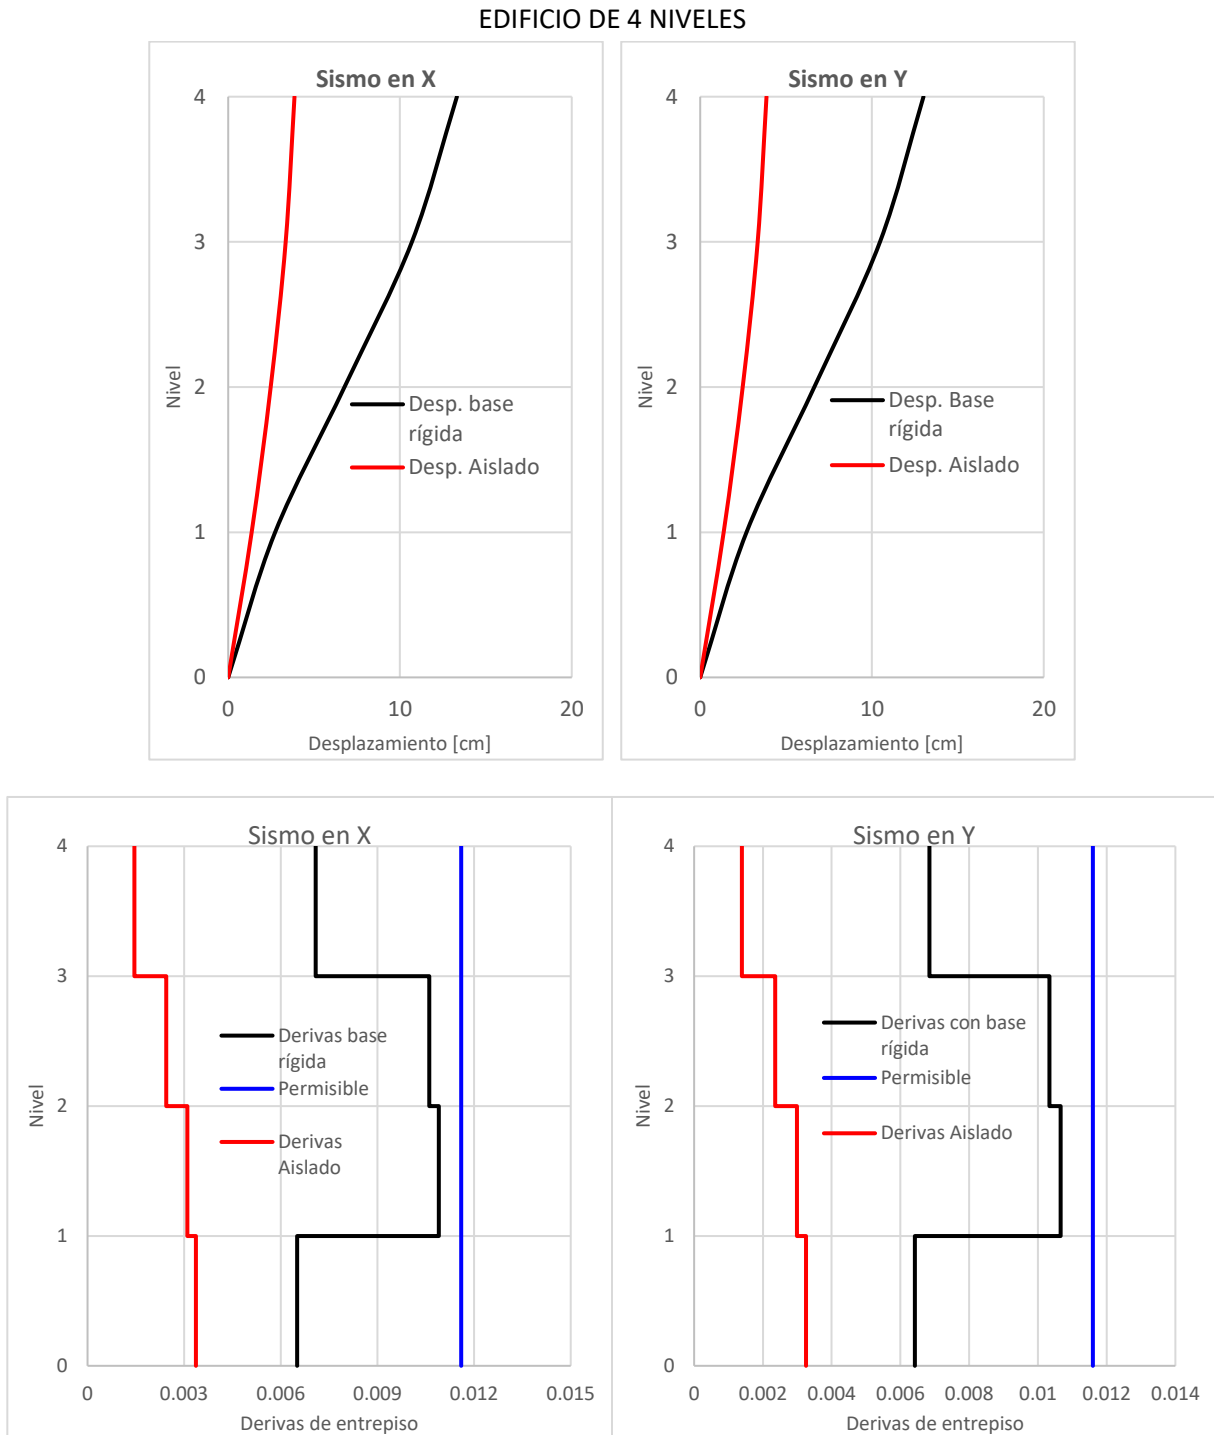 EDIFICIO DE 4 NIVELES
Sismo en X
4
3
2
1
0
Nivel
Desp. base
rígida
Desp. Aislado
0 10 20
Desplazamiento [cm]
Sismo en Y
4
3
2
1
0
Nivel
Desp. Base
rígida
Desp. Aislado
0 10 20
Desplazamiento [cm]
Sismo en X
4
3
2
1
0
Nivel
Derivas base
rígida
Permisible
Derivas
Aislado
0 0.003 0.006 0.009 0.012 0.015
Derivas de entrepiso
Sismo en Y
4
3
2
1
0
Nivel
Derivas con base
rígida
Permisible
Derivas Aislado
0 0.002 0.004 0.006 0.008 0.01 0.012 0.014
Derivas de entrepiso